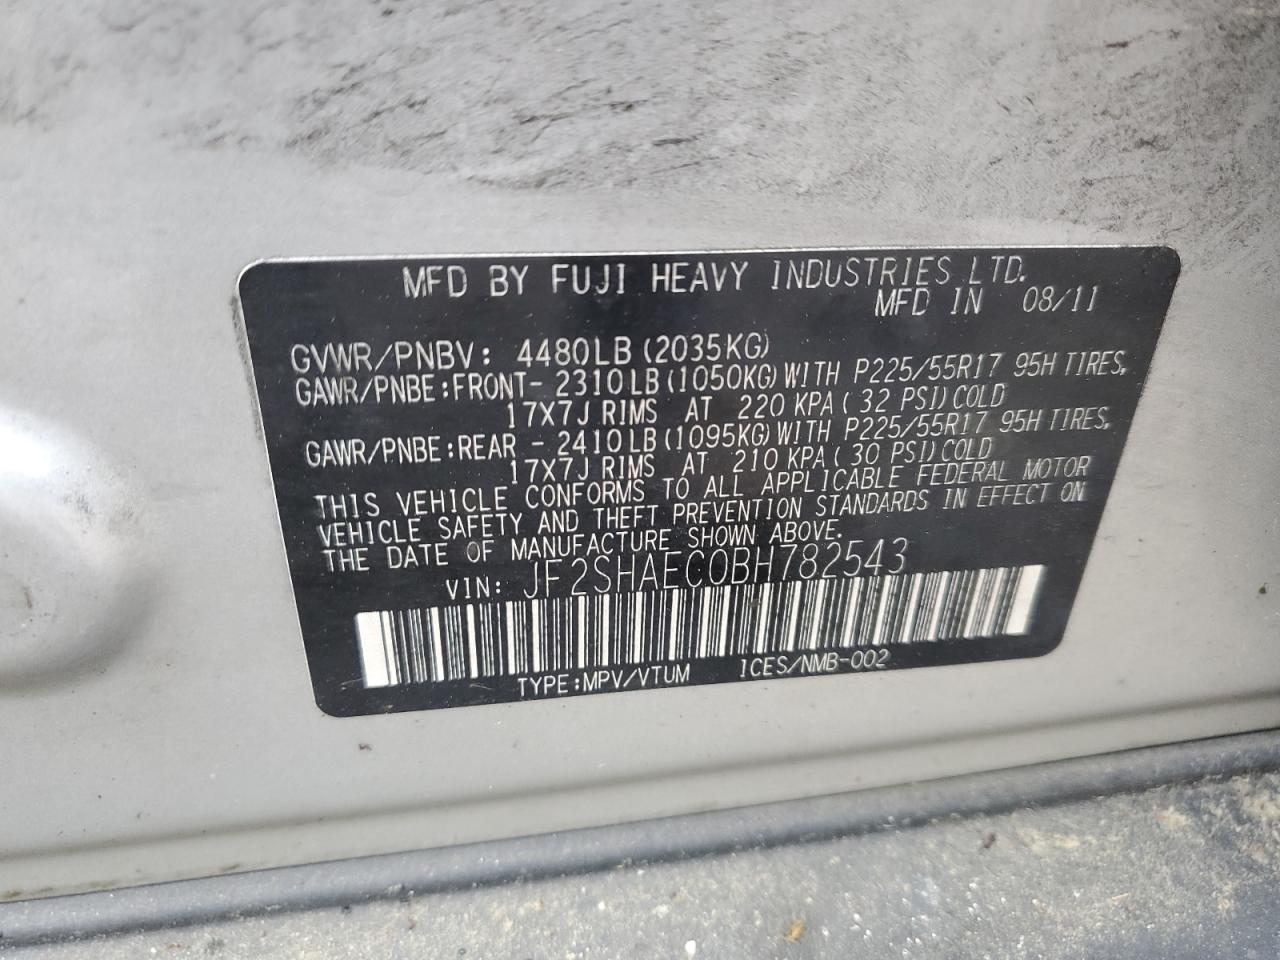 MFD BY FUJI HEAVY INDUSTRIES LTD.
MFD IN 08/11
GVWR/PNBV: 4480LB (2035KG)
GAWR/PNBE:FRONT- 2310LB (1050KG) WITH P225/55R17 95H TIRES,
17X7J RIMS AT 220 KPA ( 32 PSI) COLD
GAWR/PNBE:REAR - 2410LB (1095KG) WITH P225/55R17 95H TIRES,
17X7J RIMS AT 210 KPA ( 30 PSI) COLD
THIS VEHICLE CONFORMS TO ALL APPLICABLE FEDERAL MOTOR
VEHICLE SAFETY AND THEFT PREVENTION STANDARDS IN EFFECT ON
THE DATE OF MANUFACTURE SHOWN ABOVE.
VIN: JF2SHAEC0BH782543
TYPE:MPV/VTUM ICES/NMB-002